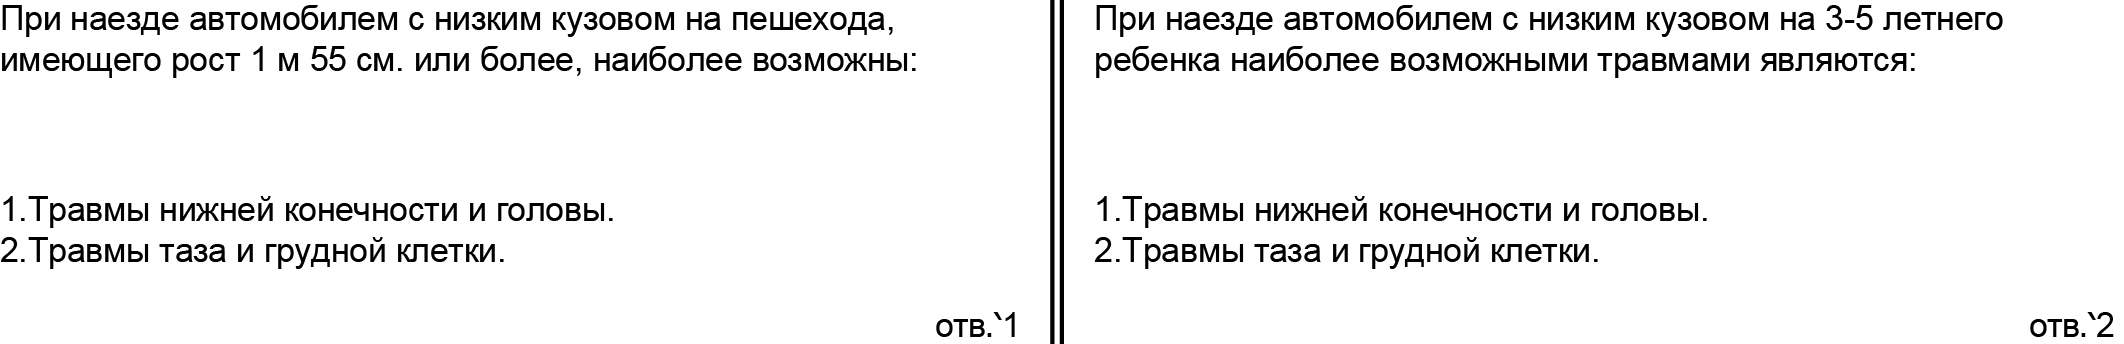 При наезде автомобилем с низким кузовом на пешехода,
имеющего рост 1 м 55 см. или более, наиболее возможны:
1.Травмы нижней конечности и головы.
2.Травмы таза и грудной клетки.
отв.`1
При наезде автомобилем с низким кузовом на 3-5 летнего
ребенка наиболее возможными травмами являются:
1.Травмы нижней конечности и головы.
2.Травмы таза и грудной клетки.
отв.`2